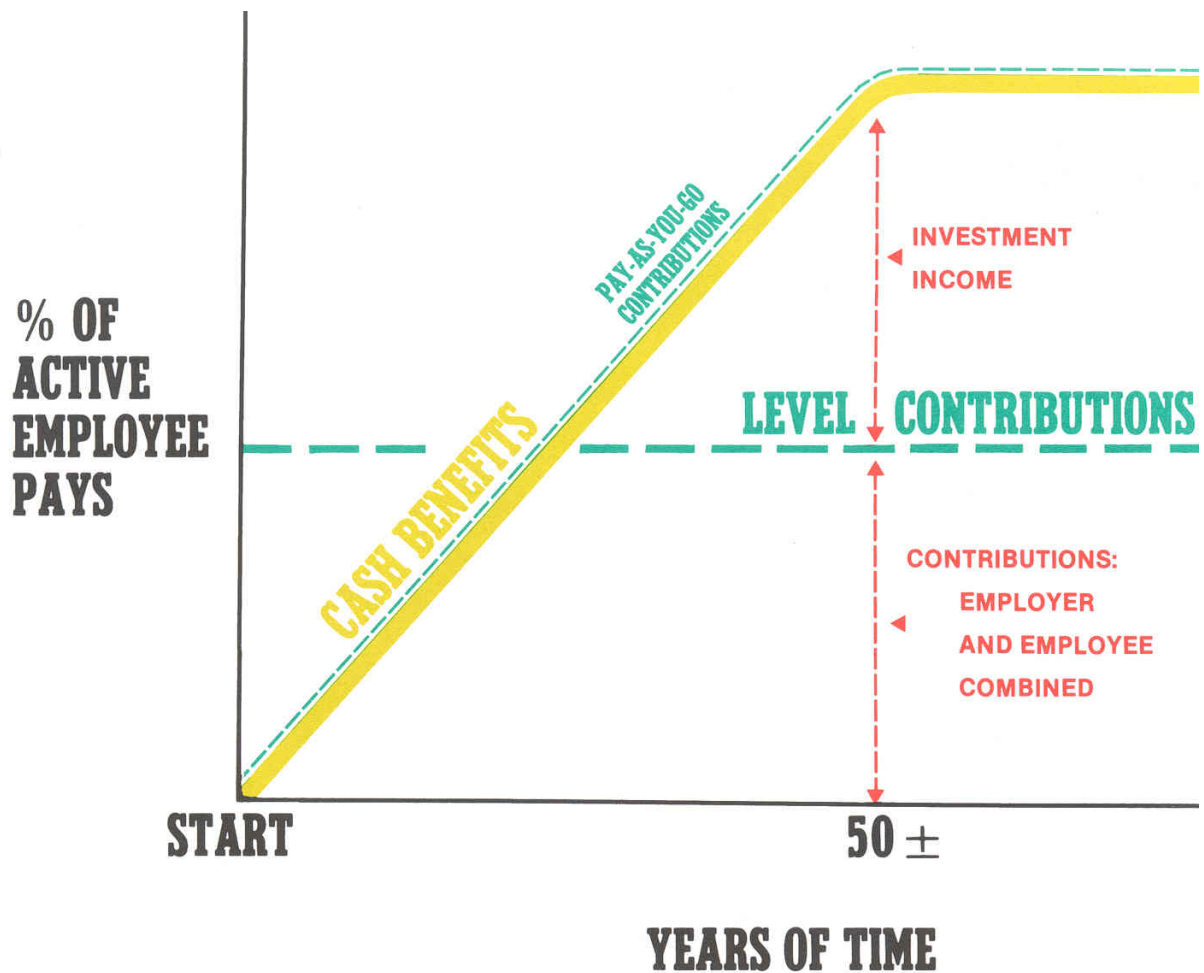 PAY-AS-YOU-GO
CONTRIBUTIONS
INVESTMENT
INCOME
% OF
ACTIVE
EMPLOYEE
PAYS
LEVEL CONTRIBUTIONS
CASH BENEFITS
CONTRIBUTIONS:
EMPLOYER
AND EMPLOYEE
COMBINED
START
50 ±
YEARS OF TIME